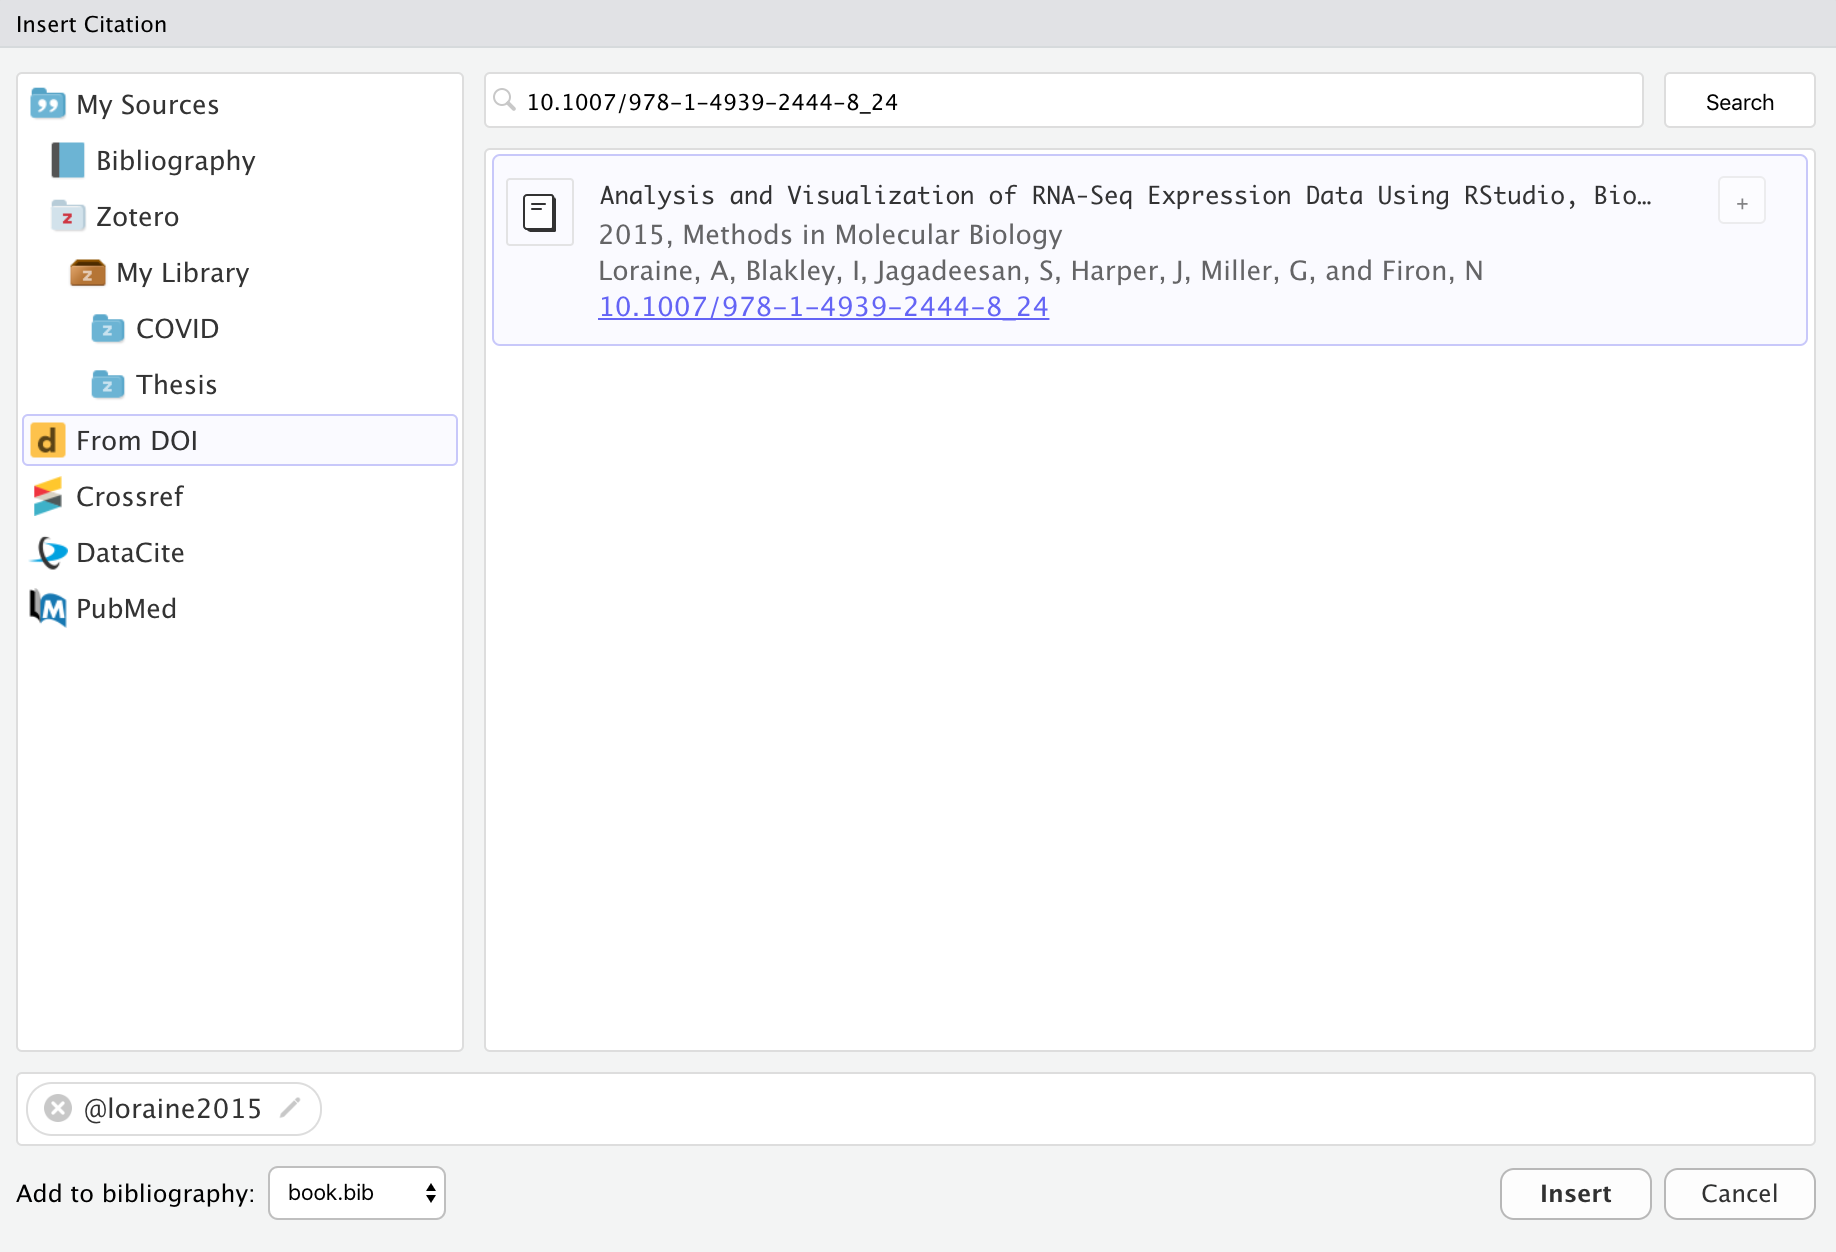 Insert Citation
My Sources
Bibliography
Zotero
My Library
COVID
Thesis
From DOI
Crossref
DataCite
PubMed
10.1007/978-1-4939-2444-8_24
Search
Analysis and Visualization of RNA-Seq Expression Data Using RStudio, Bio…
2015, Methods in Molecular Biology
Loraine, A, Blakley, I, Jagadeesan, S, Harper, J, Miller, G, and Firon, N
10.1007/978-1-4939-2444-8_24
+
@loraine2015
Add to bibliography: book.bib
Insert
Cancel